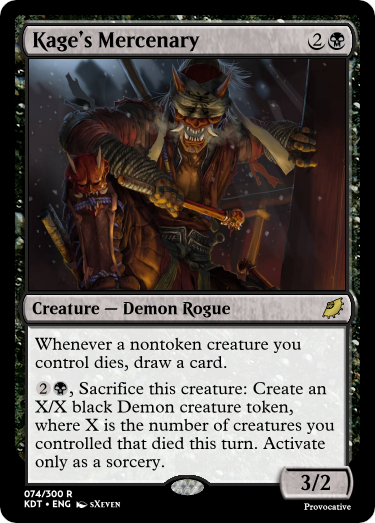 Kage's Mercenary 2
Creature — Demon Rogue
Whenever a nontoken creature you
control dies, draw a card.
2, Sacrifice this creature: Create an
X/X black Demon creature token,
where X is the number of creatures you
controlled that died this turn. Activate
only as a sorcery.
3/2
074/300 R
KDT • ENG sXeven
Provocative